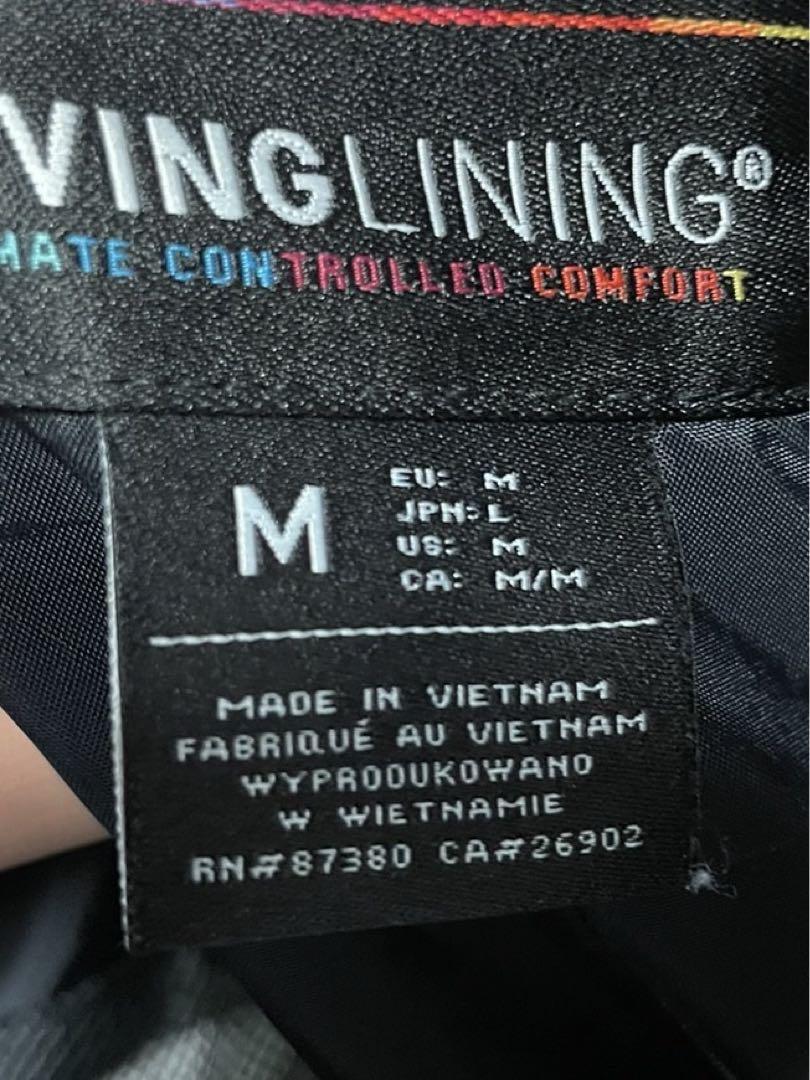 VINGLINING®
MATE CONTROLLED COMFORT
M
EU: M
JPN: L
US: M
CA: M/M
MADE IN VIETNAM
FABRIQUÉ AU VIETNAM
WYPRODUKOWANO
W WIETNAMIE
RN#87380 CA#26902